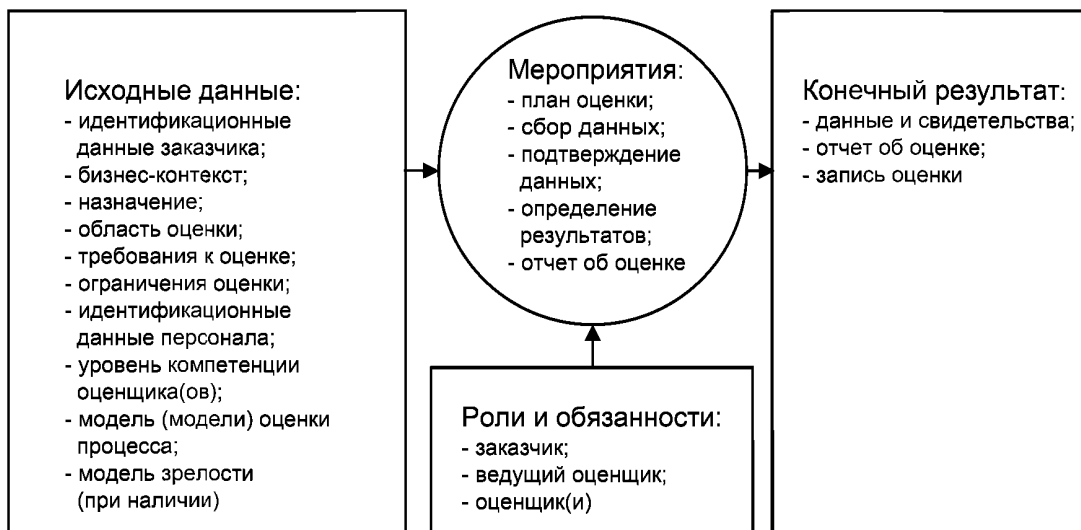 Исходные данные:
- идентификационные
данные заказчика;
- бизнес-контекст;
- назначение;
- область оценки;
- требования к оценке;
- ограничения оценки;
- идентификационные
данные персонала;
- уровень компетенции
оценщика(ов);
- модель (модели) оценки
процесса;
- модель зрелости
(при наличии)
Мероприятия:
- план оценки;
- сбор данных;
- подтверждение
данных;
- определение
результатов;
- отчет об оценке
Роли и обязанности:
- заказчик;
- ведущий оценщик;
- оценщик(и)
Конечный результат:
- данные и свидетельства;
- отчет об оценке;
- запись оценки